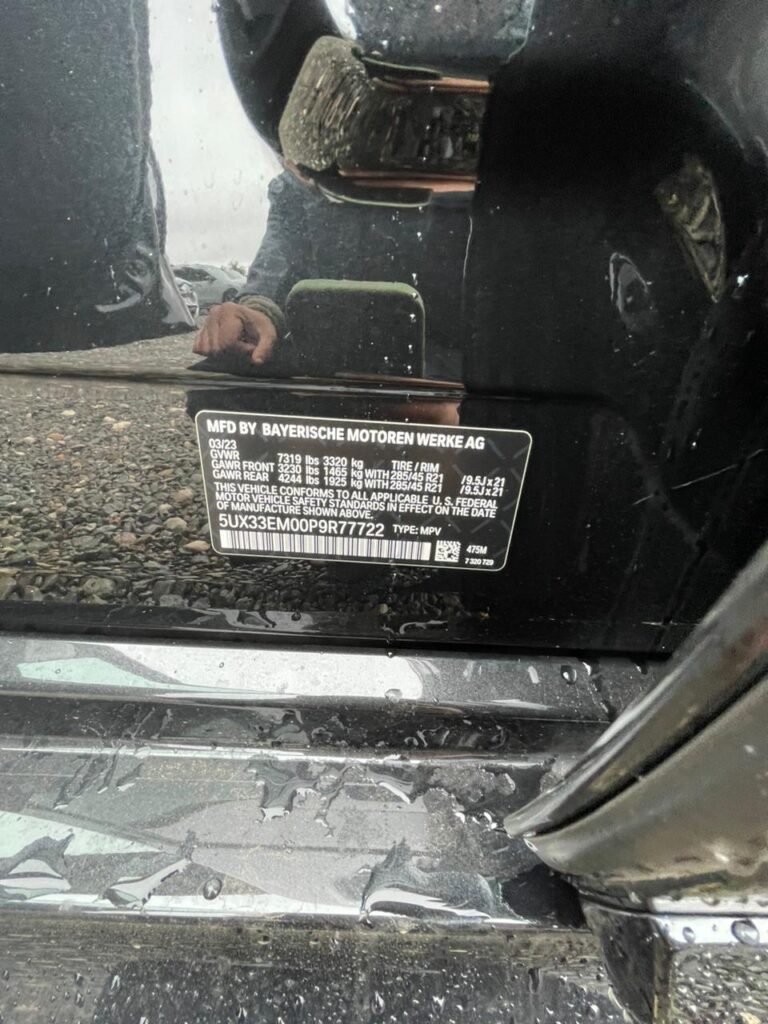 MFD BY BAYERISCHE MOTOREN WERKE AG
03/23
GVWR 7319 lbs 3320 kg TIRE / RIM
GAWR FRONT 3230 lbs 1465 kg WITH 285/45 R21 /9.5J x 21
GAWR REAR 4244 lbs 1925 kg WITH 285/45 R21 /9.5J x 21
THIS VEHICLE CONFORMS TO ALL APPLICABLE U. S. FEDERAL
MOTOR VEHICLE SAFETY STANDARDS IN EFFECT ON THE DATE
OF MANUFACTURE SHOWN ABOVE.
5UX33EM00P9R77722 TYPE: MPV
475M
7 320 729